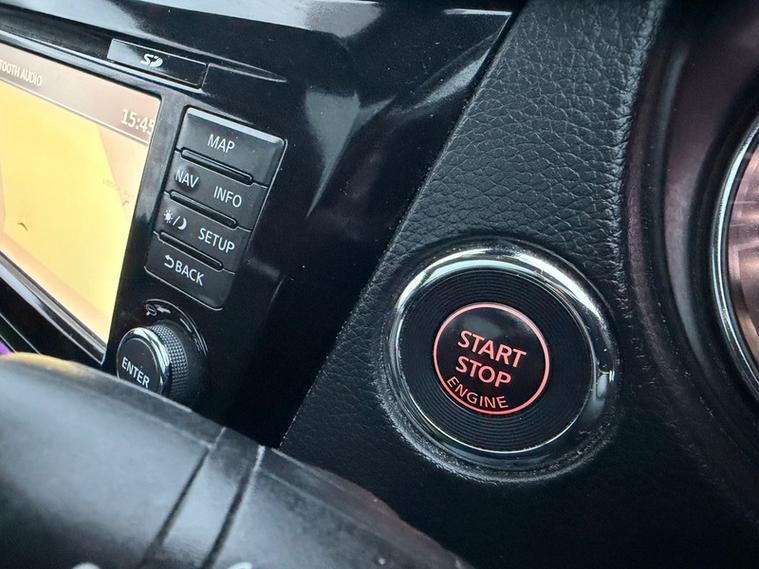 SD
TOOTH AUDIO
15:45
MAP
NAV
INFO
SETUP
BACK
ENTER
START
STOP
ENGINE